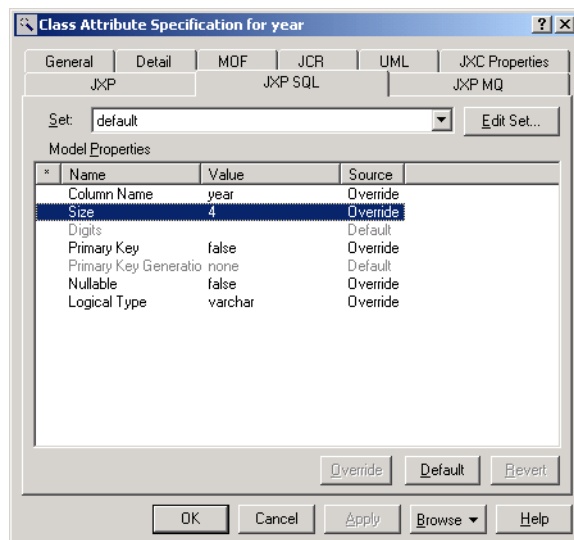 Class Attribute Specification for year
General Detail MOF JCR UML JXC Properties
JXP JXP SQL JXP MQ
Set: default Edit Set...
Model Properties
* Name Value Source
Column Name year Override
Size 4 Override
Digits Default
Primary Key false Override
Primary Key Generatio none Default
Nullable false Override
Logical Type varchar Override
Override Default Revert
OK Cancel Apply Browse Help